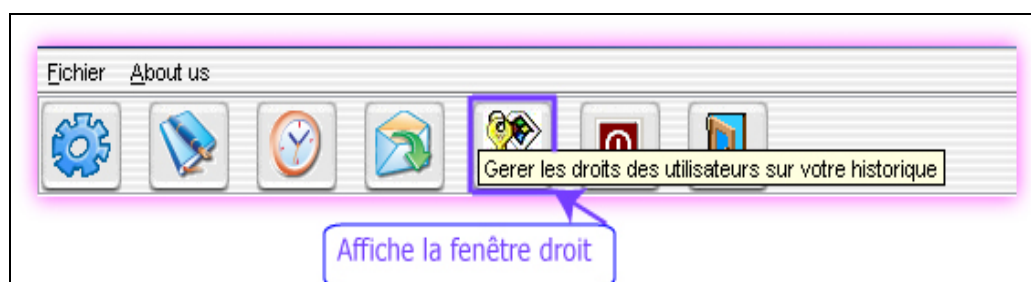 Fichier About us
Gerer les droits des utilisateurs sur votre historique
Affiche la fenêtre droit